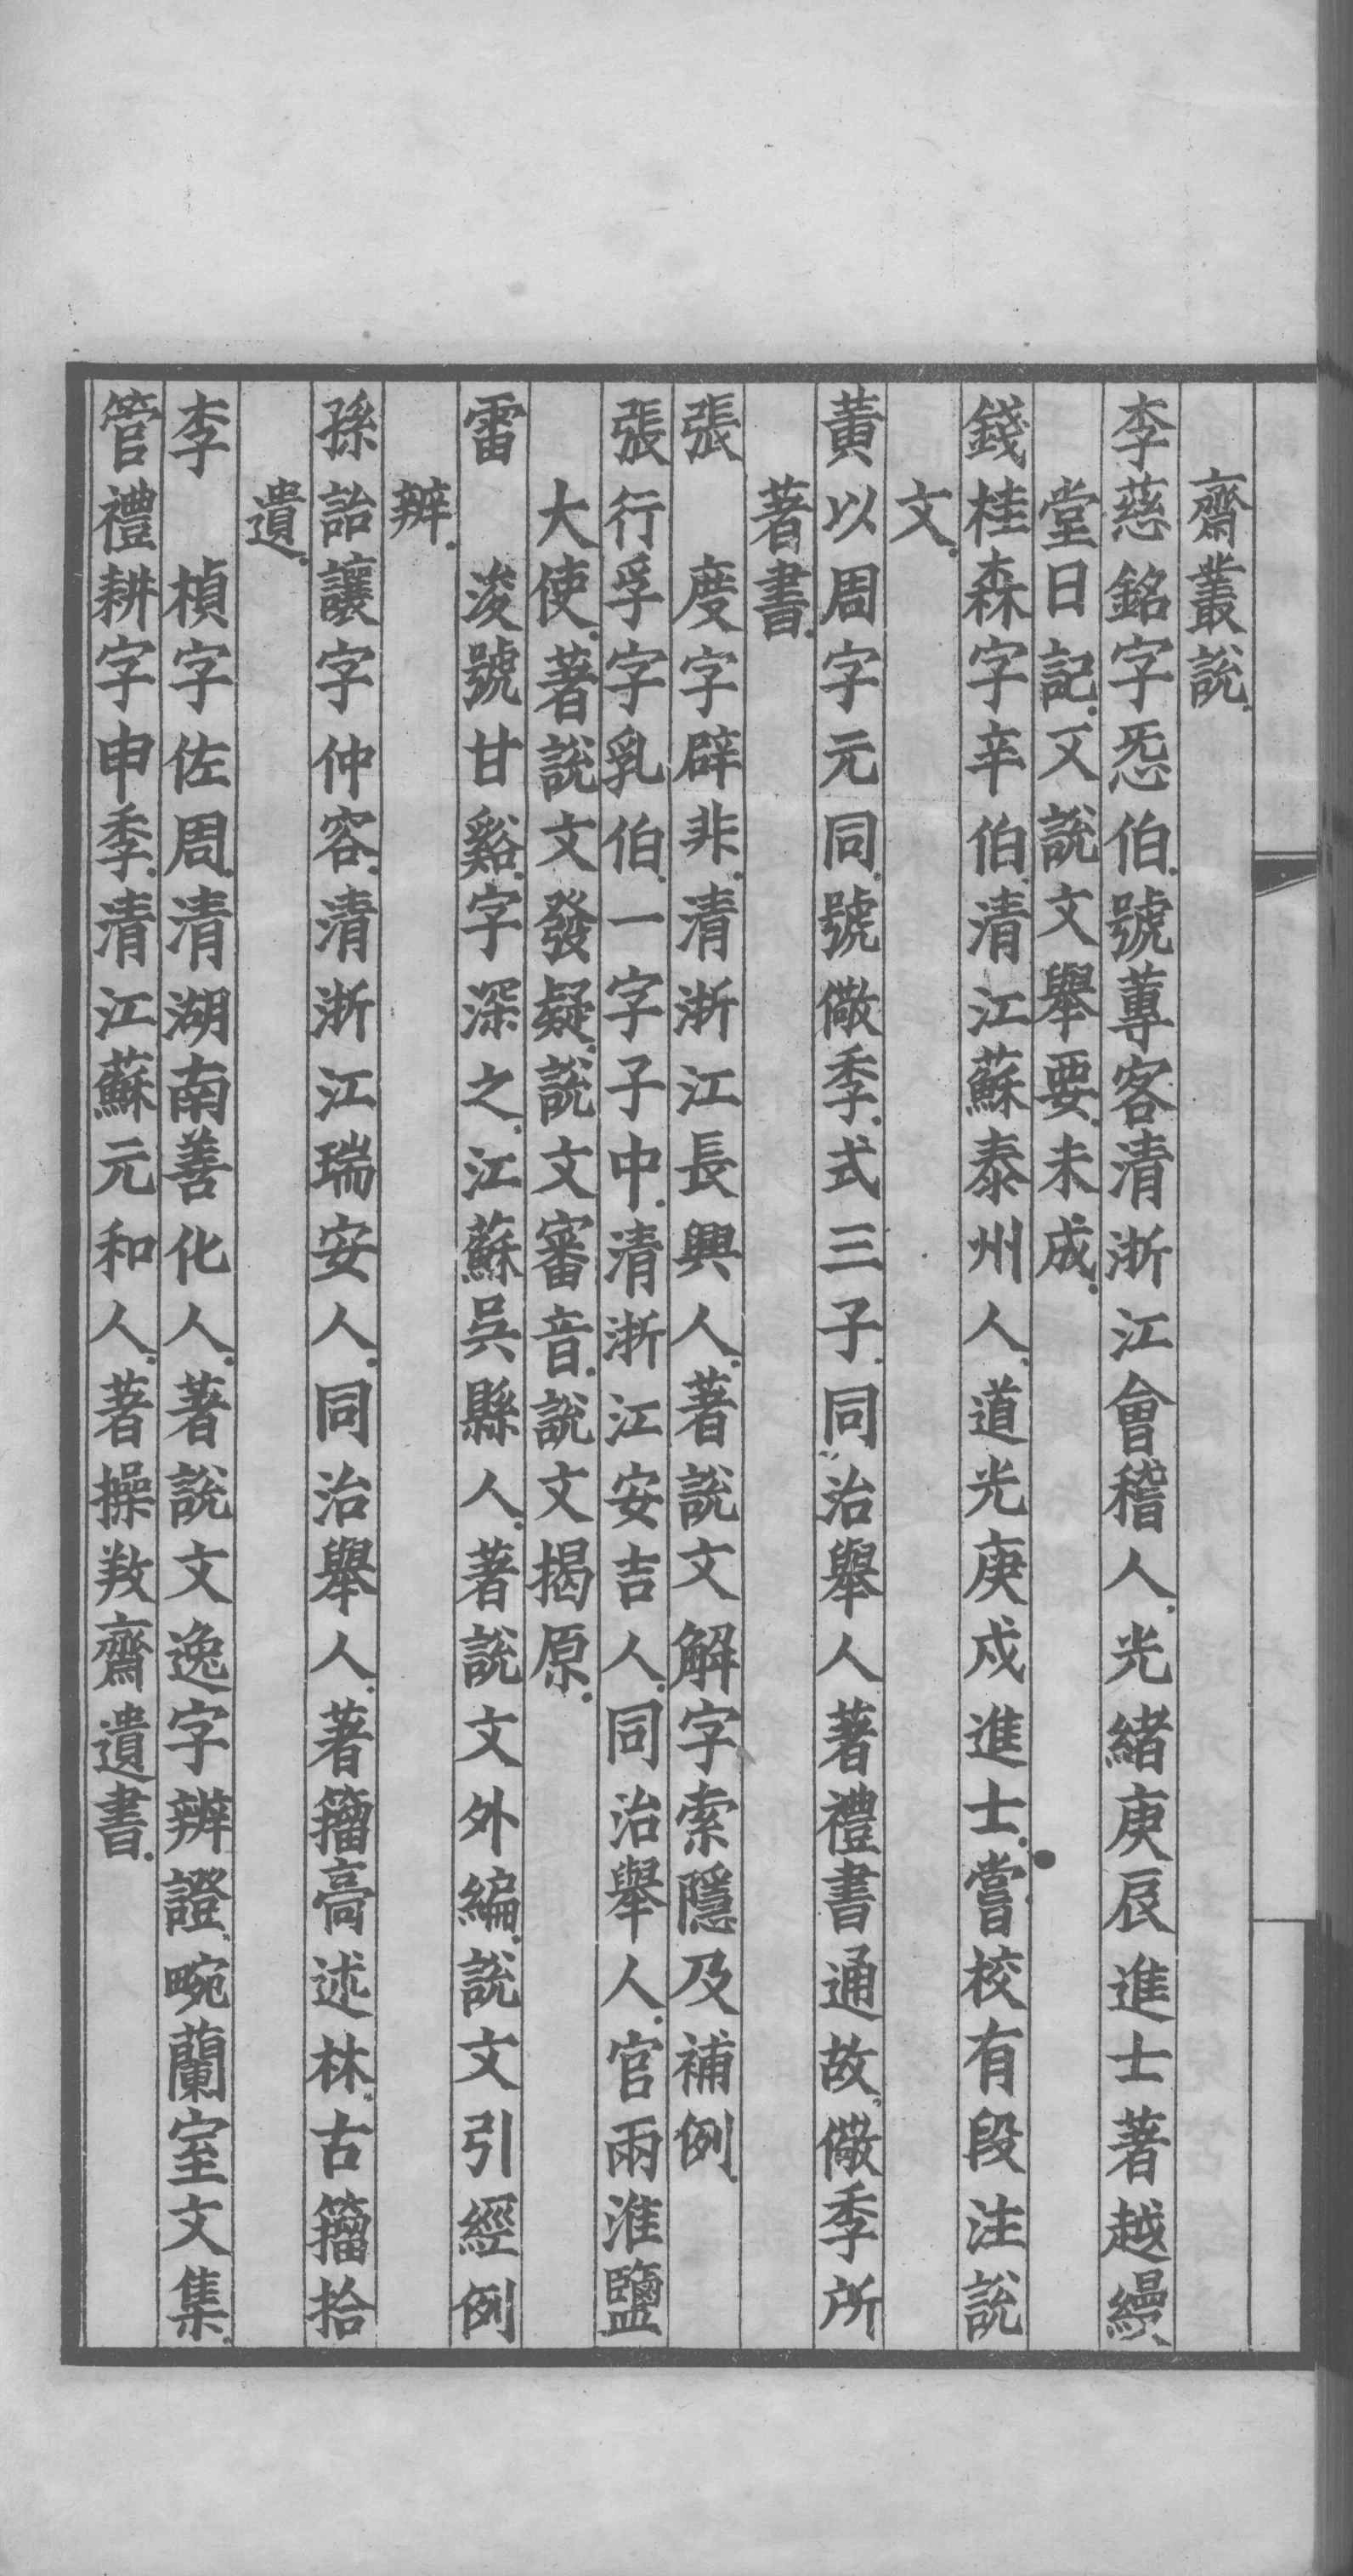 齋叢說.
李慈銘字㤅伯.號蓴客清浙江會稽人.光緒庚辰進士著越縵
堂日記.又說文舉要.未成.
錢桂森字辛伯.清江蘇泰州人.道光庚戌進士.嘗校有段注說
文.
黃以周字元同.號儆季.式三子.同治舉人著禮書通故.儆季所
著書.
張　度字辟非.清浙江長興人.著說文解字索隱及補例.
張行孚字乳伯.一字子中.清浙江安吉人.同治舉人.官兩淮鹽
大使.著說文發疑.說文審音.說文揭原.
雷　浚號甘谿.字深之.江蘇吳縣人.著說文外編.說文引經例
辨.
孫詒讓字仲容.清浙江瑞安人.同治舉人.著籀高述林.古籀拾
遺.
李　楨字佐周.清湖南善化人.著說文逸字辨證.畹蘭室文集.
管禮耕字申季.清江蘇元和人.著操敎齋遺書.